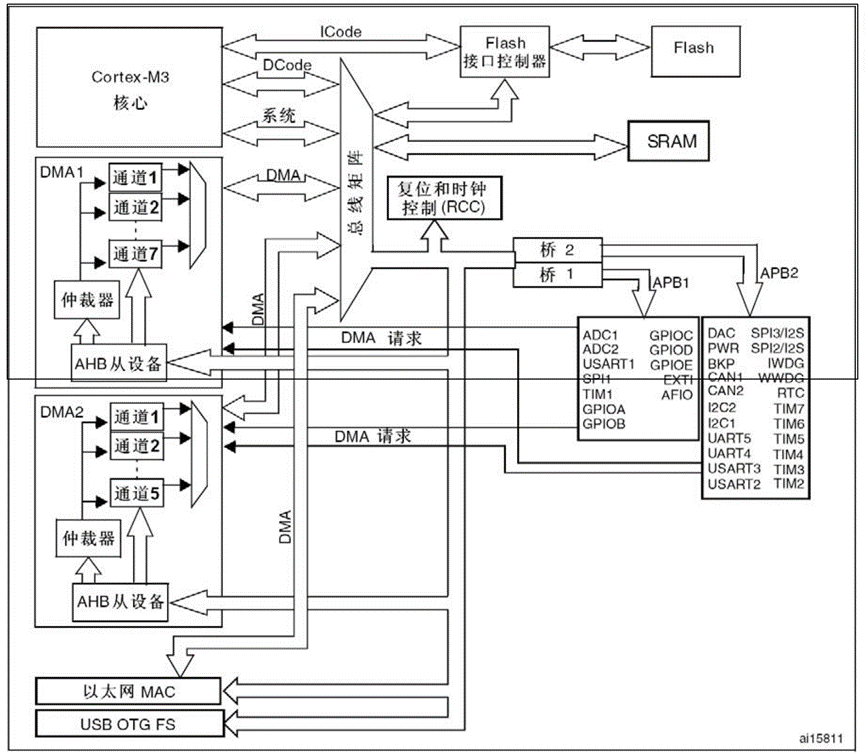 ICode
Cortex-M3
核心
DCode
系统
Flash
接口控制器
Flash
SRAM
总线矩阵
DMA1
通道1
通道2
通道7
仲裁器
AHB从设备
DMA
复位和时钟
控制(RCC)
桥 2
桥 1
APB1
APB2
DMA
DMA 请求
ADC1
ADC2
USART1
SPI1
TIM1
GPIOA
GPIOB
GPIOC
GPIOD
GPIOE
EXTI
AFIO
DAC
PWR
BKP
CAN1
CAN2
I2C2
I2C1
UART5
UART4
USART3
USART2
SPI3/I2S
SPI2/I2S
IWDG
WWDG
RTC
TIM7
TIM6
TIM5
TIM4
TIM3
TIM2
DMA2
通道1
通道2
通道5
仲裁器
AHB从设备
DMA 请求
DMA
以太网 MAC
USB OTG FS
ai15811